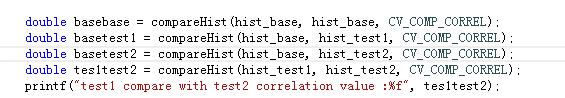 double basebase = compareHist(hist_base, hist_base, CV_COMP_CORREL);
double basetest1 = compareHist(hist_base, hist_test1, CV_COMP_CORREL);
double basetest2 = compareHist(hist_base, hist_test2, CV_COMP_CORREL);
double tes1test2 = compareHist(hist_test1, hist_test2, CV_COMP_CORREL);
printf("test1 compare with test2 correlation value :%f", tes1test2);